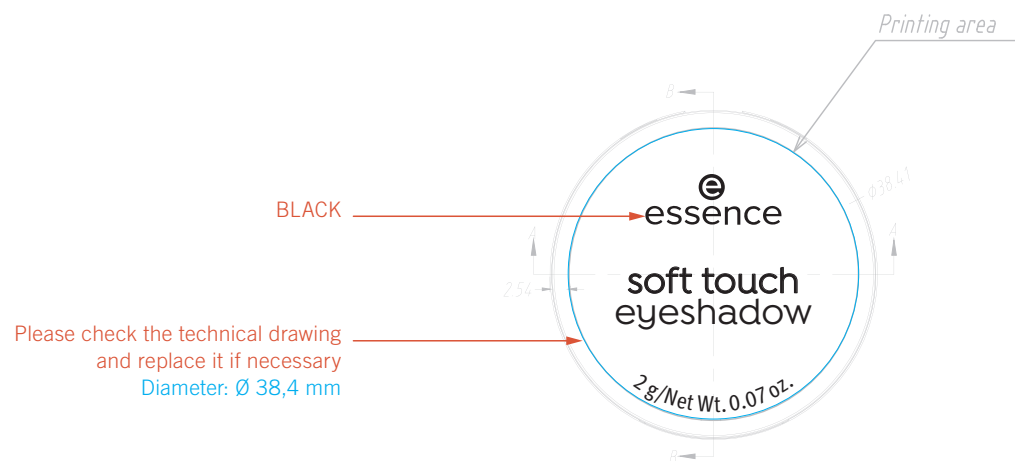 Printing area
B
e
essence
BLACK
Ø38,41
A
A
soft touch
eyeshadow
2.54
Please check the technical drawing
and replace it if necessary
Diameter: Ø 38,4 mm
2 g/Net Wt. 0.07 oz.
B